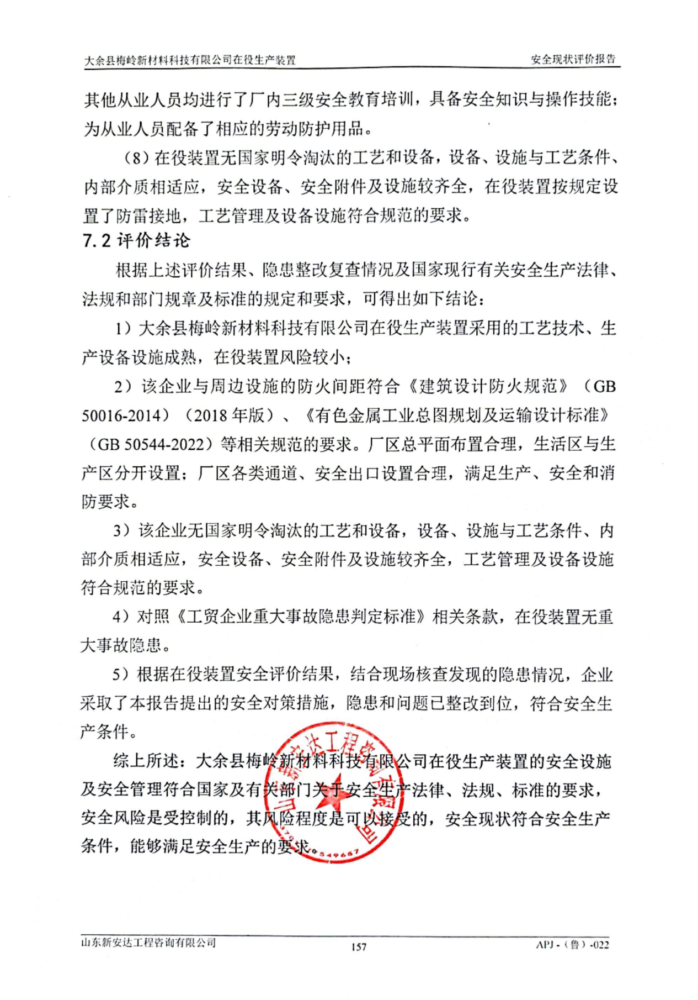 大余县梅岭新材料科技有限公司在役生产装置
安全现状评价报告
其他从业人员均进行了厂内三级安全教育培训，具备安全知识与操作技能；
为从业人员配备了相应的劳动防护用品。
（8）在役装置无国家明令淘汰的工艺和设备，设备、设施与工艺条件、
内部介质相适应，安全设备、安全附件及设施较齐全，在役装置按规定设
置了防雷接地，工艺管理及设备设施符合规范的要求。
7.2 评价结论
根据上述评价结果、隐患整改复查情况及国家现行有关安全生产法律、
法规和部门规章及标准的规定和要求，可得出如下结论：
1）大余县梅岭新材料科技有限公司在役生产装置采用的工艺技术、生
产设备设施成熟，在役装置风险较小；
2）该企业与周边设施的防火间距符合《建筑设计防火规范》（GB
50016-2014）（2018 年版）、《有色金属工业总图规划及运输设计标准》
（GB 50544-2022）等相关规范的要求。厂区总平面布置合理，生活区与生
产区分开设置；厂区各类通道、安全出口设置合理，满足生产、安全和消
防要求。
3）该企业无国家明令淘汰的工艺和设备，设备、设施与工艺条件、内
部介质相适应，安全设备、安全附件及设施较齐全，工艺管理及设备设施
符合规范的要求。
4）对照《工贸企业重大事故隐患判定标准》相关条款，在役装置无重
大事故隐患。
5）根据在役装置安全评价结果，结合现场核查发现的隐患情况，企业
采取了本报告提出的安全对策措施，隐患和问题已整改到位，符合安全生
产条件。
综上所述：大余县梅岭新材料科技有限公司在役生产装置的安全设施
及安全管理符合国家及有关部门关于安全生产法律、法规、标准的要求，
安全风险是受控制的，其风险程度是可以接受的，安全现状符合安全生产
条件，能够满足安全生产的要求。
山东新安达工程咨询有限公司
山东新安达工程咨询有限公司
157
APJ -（鲁）-022